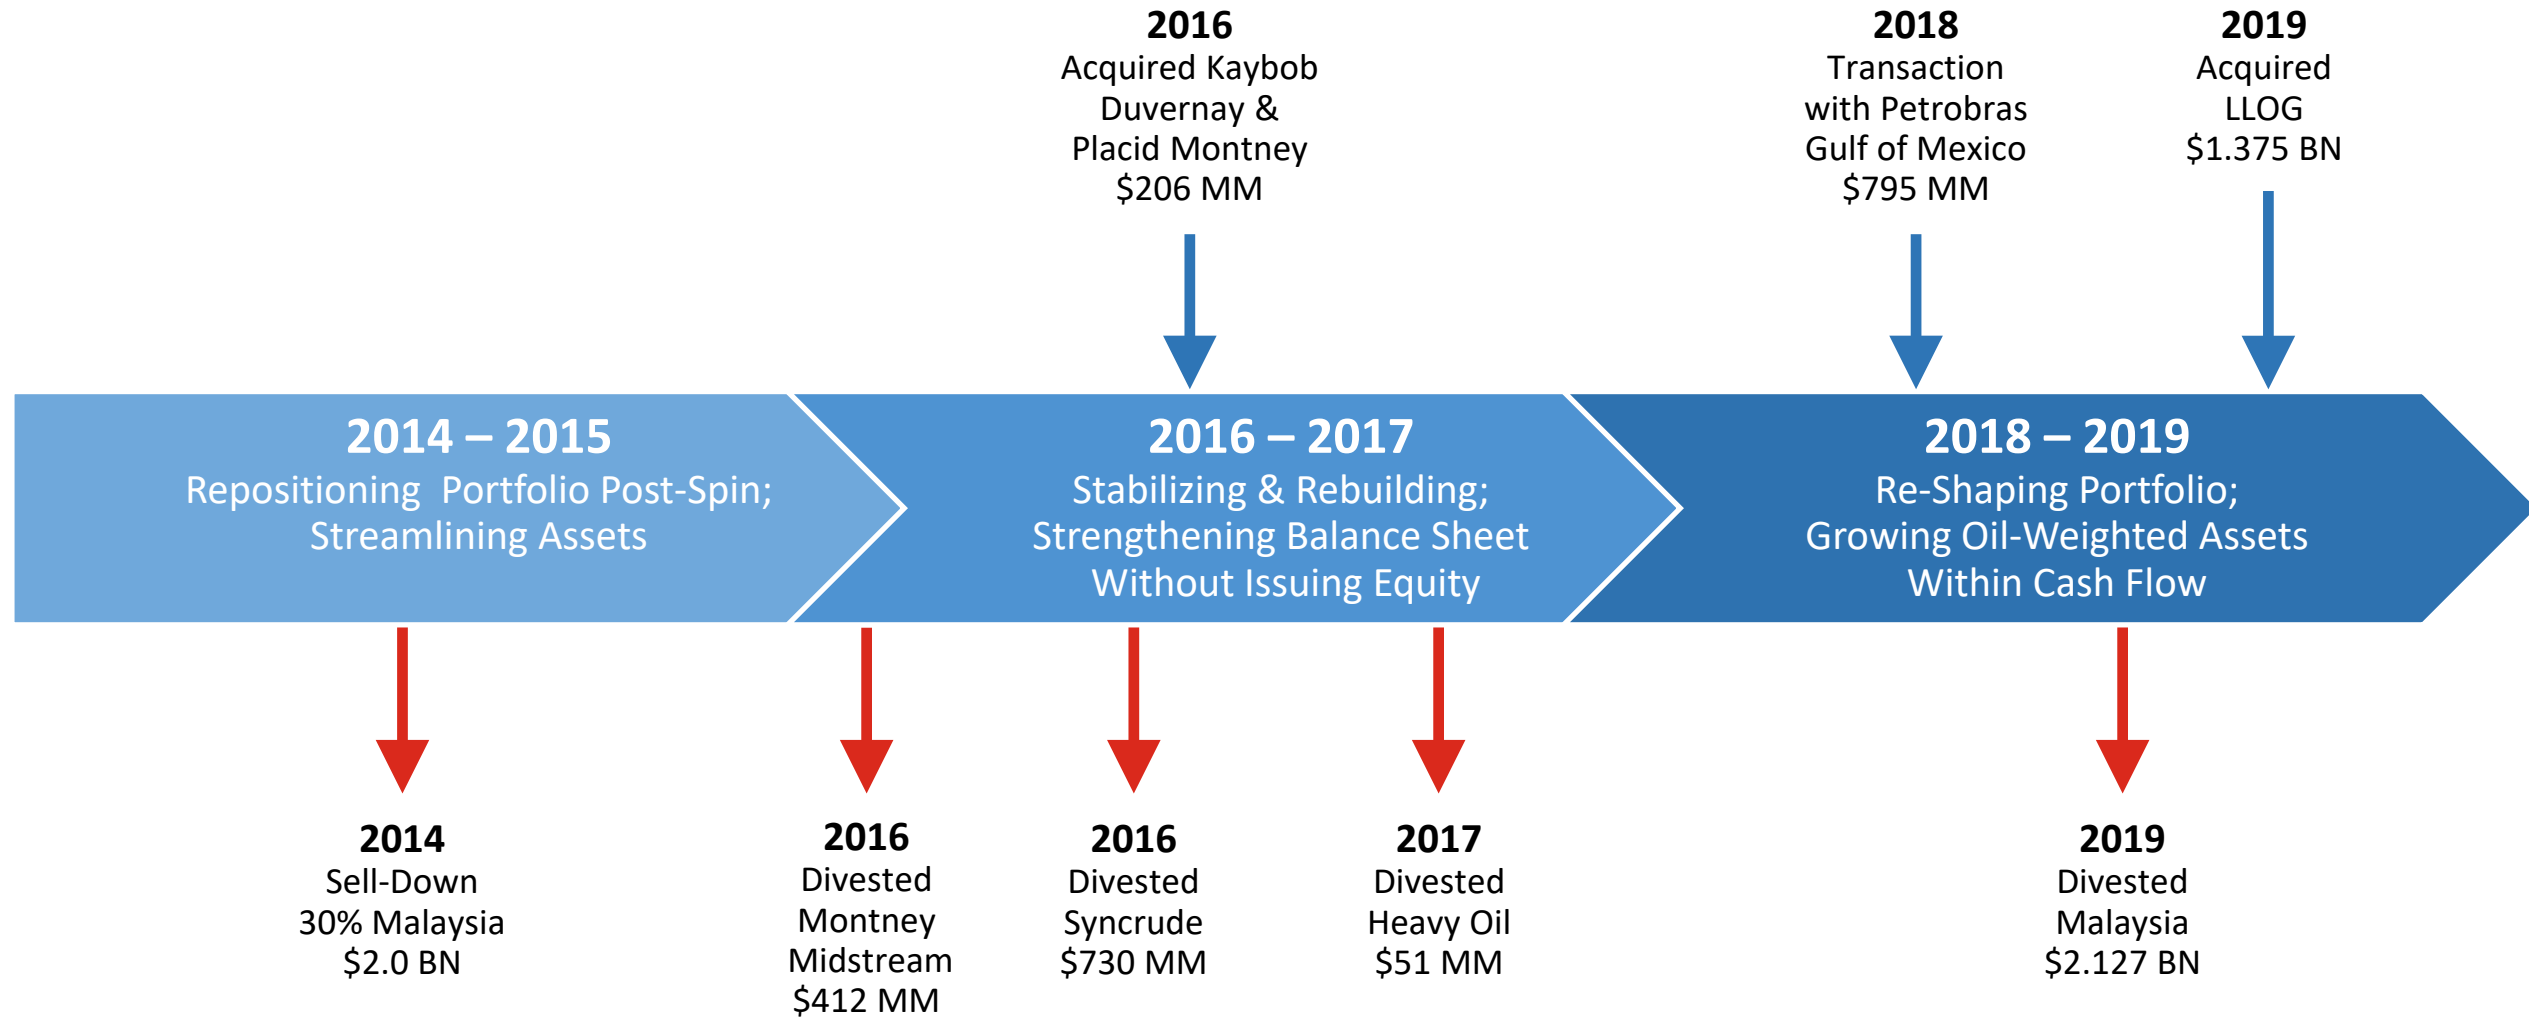 2016
Acquired Kaybob
Duvernay &
Placid Montney
$206 MM
2018
Transaction
with Petrobras
Gulf of Mexico
$795 MM
2019
Acquired
LLOG
$1.375 BN
2014 – 2015
Repositioning  Portfolio Post-Spin;
Streamlining Assets
2016 – 2017
Stabilizing & Rebuilding;
Strengthening Balance Sheet
Without Issuing Equity
2018 – 2019
Re-Shaping Portfolio;
Growing Oil-Weighted Assets
Within Cash Flow
2014
Sell-Down
30% Malaysia
$2.0 BN
2016
Divested
Montney
Midstream
$412 MM
2016
Divested
Syncrude
$730 MM
2017
Divested
Heavy Oil
$51 MM
2019
Divested
Malaysia
$2.127 BN